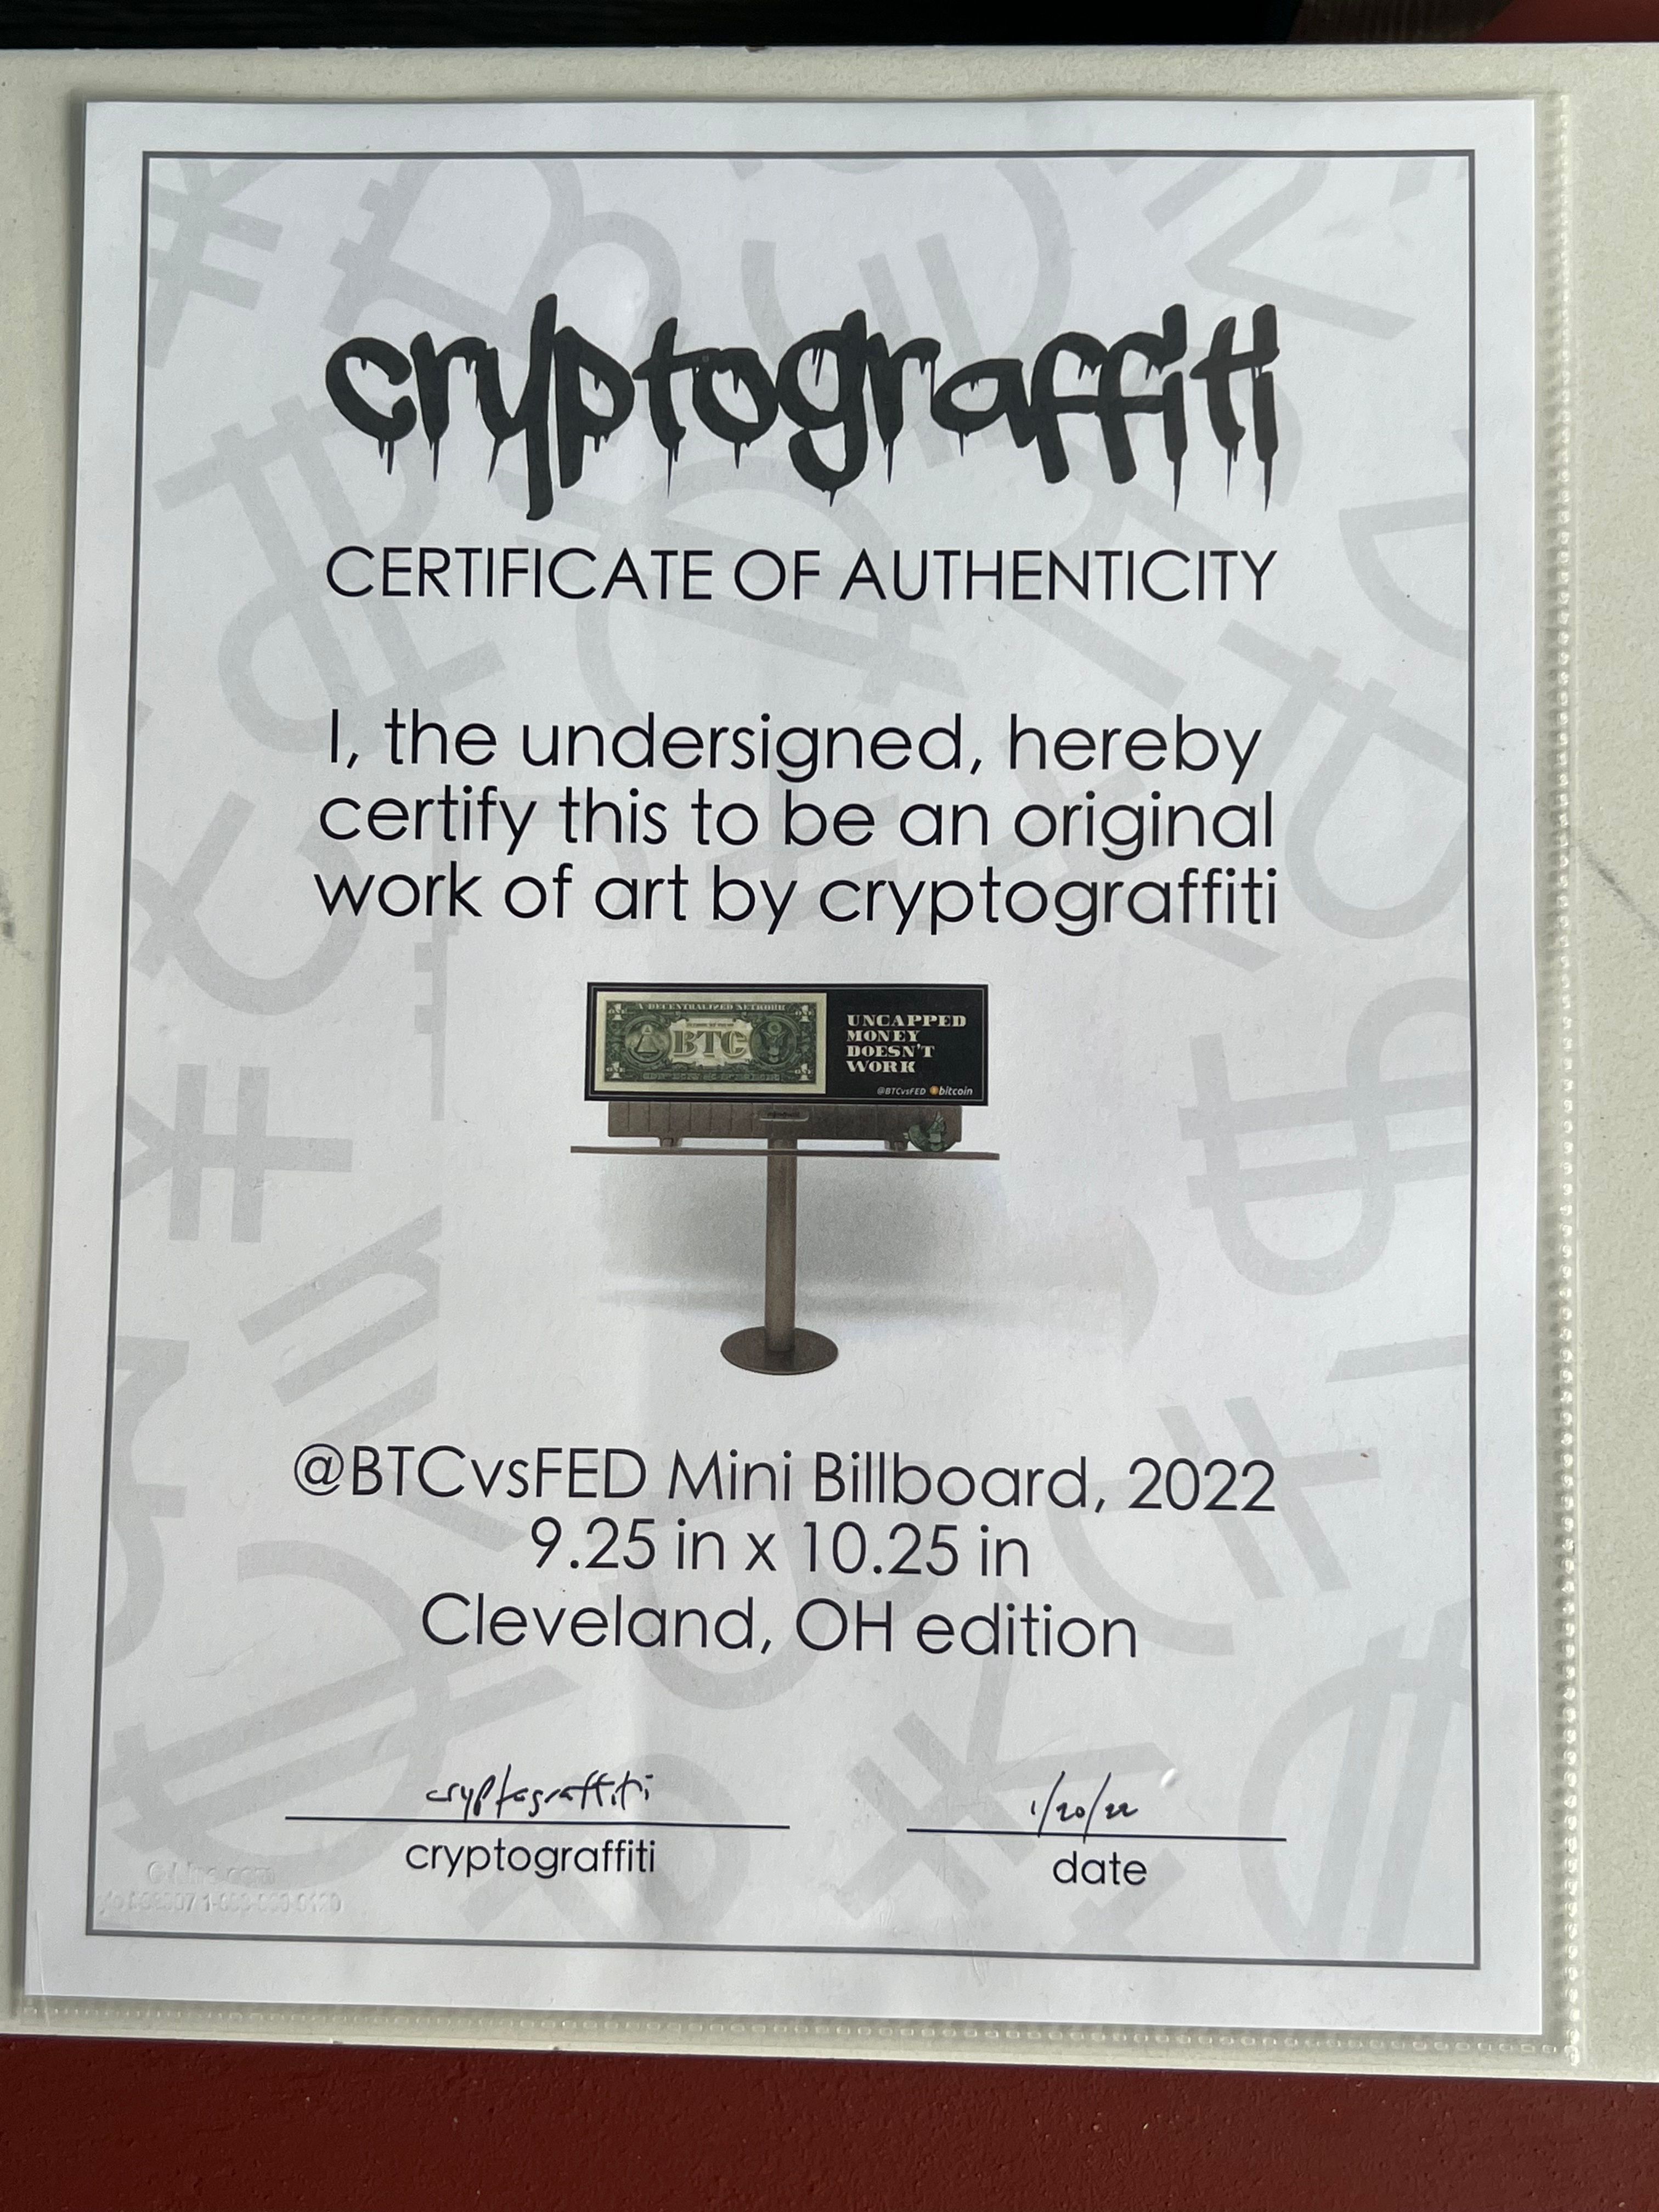 cryptograffiti
CERTIFICATE OF AUTHENTICITY
I, the undersigned, hereby
certify this to be an original
work of art by cryptograffiti
A DECENTRALIZED NETWORK
BTC
UNCAPPED
MONEY
DOESN'T
WORK
@BTCvsFED bitcoin
@BTCvsFED Mini Billboard, 2022
9.25 in x 10.25 in
Cleveland, OH edition
cryptograffiti
1/20/22
cryptograffiti
date